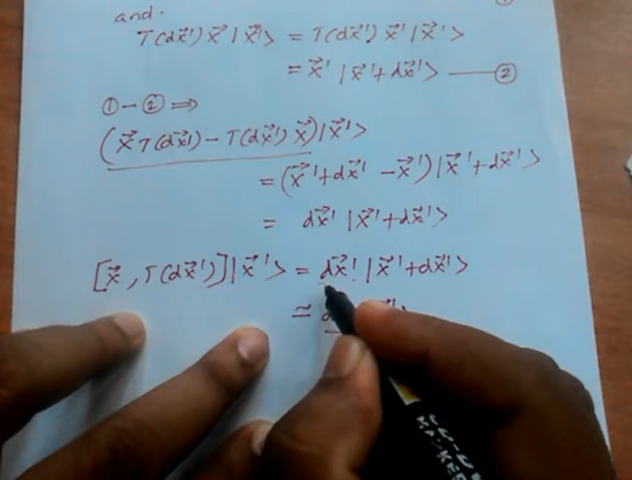 and.
T(dx⃗') x⃗ |x⃗'> = T(dx⃗') x⃗' |x⃗'>
= x⃗' |x⃗'+dx⃗'> —— ②
① - ② ⇒
(x⃗ T(dx⃗') - T(dx⃗') x⃗)|x⃗'>
= (x⃗'+dx⃗' - x⃗')|x⃗'+dx⃗'>
= dx⃗' |x⃗'+dx⃗'>
[x⃗, T(dx⃗')]|x⃗'> = dx⃗' |x⃗'+dx⃗'>
≃